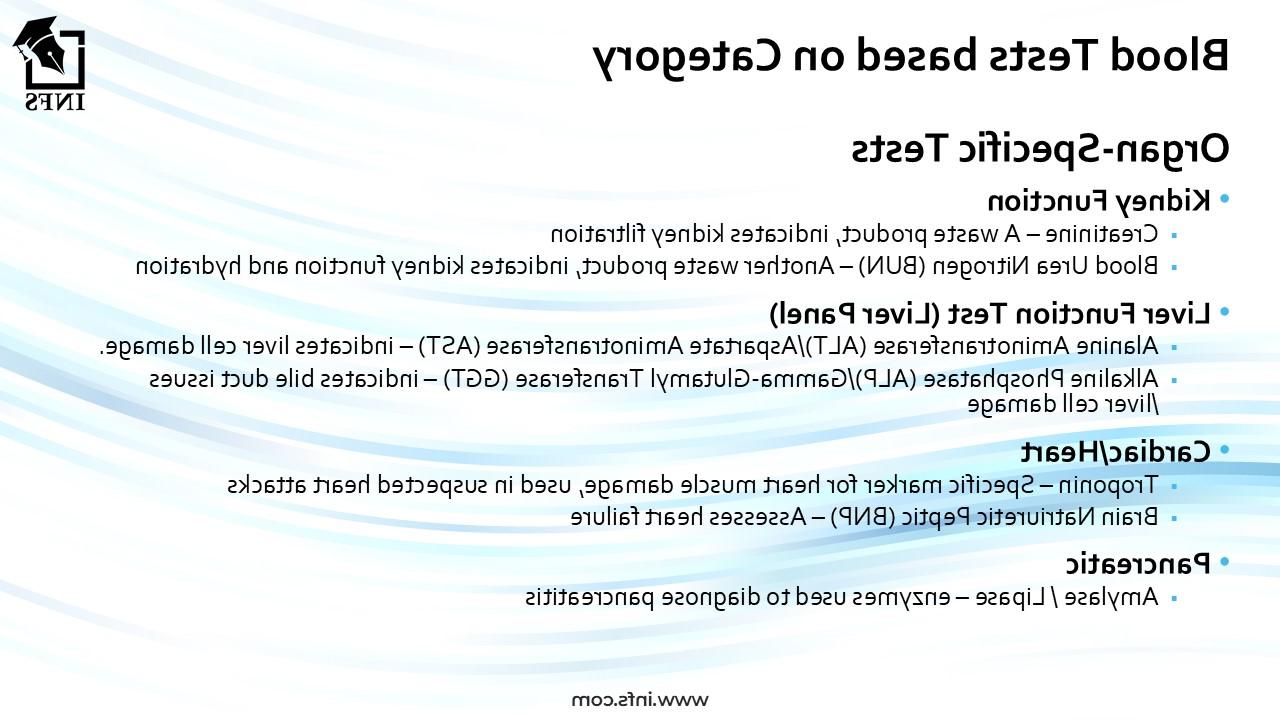 INFS
Blood Tests based on Category
Organ-Specific Tests
• Kidney Function
▪ Creatinine – A waste product, indicates kidney filtration
▪ Blood Urea Nitrogen (BUN) – Another waste product, indicates kidney function and hydration
• Liver Function Test (Liver Panel)
▪ Alanine Aminotransferase (ALT)/Aspartate Aminotransferase (AST) – indicates liver cell damage.
▪ Alkaline Phosphatase (ALP)/Gamma-Glutamyl Transferase (GGT) – indicates bile duct issues
/liver cell damage
• Cardiac/Heart
▪ Troponin – Specific marker for heart muscle damage, used in suspected heart attacks
▪ Brain Natriuretic Peptic (BNP) – Assesses heart failure
• Pancreatic
▪ Amylase / Lipase – enzymes used to diagnose pancreatitis
www.infs.com